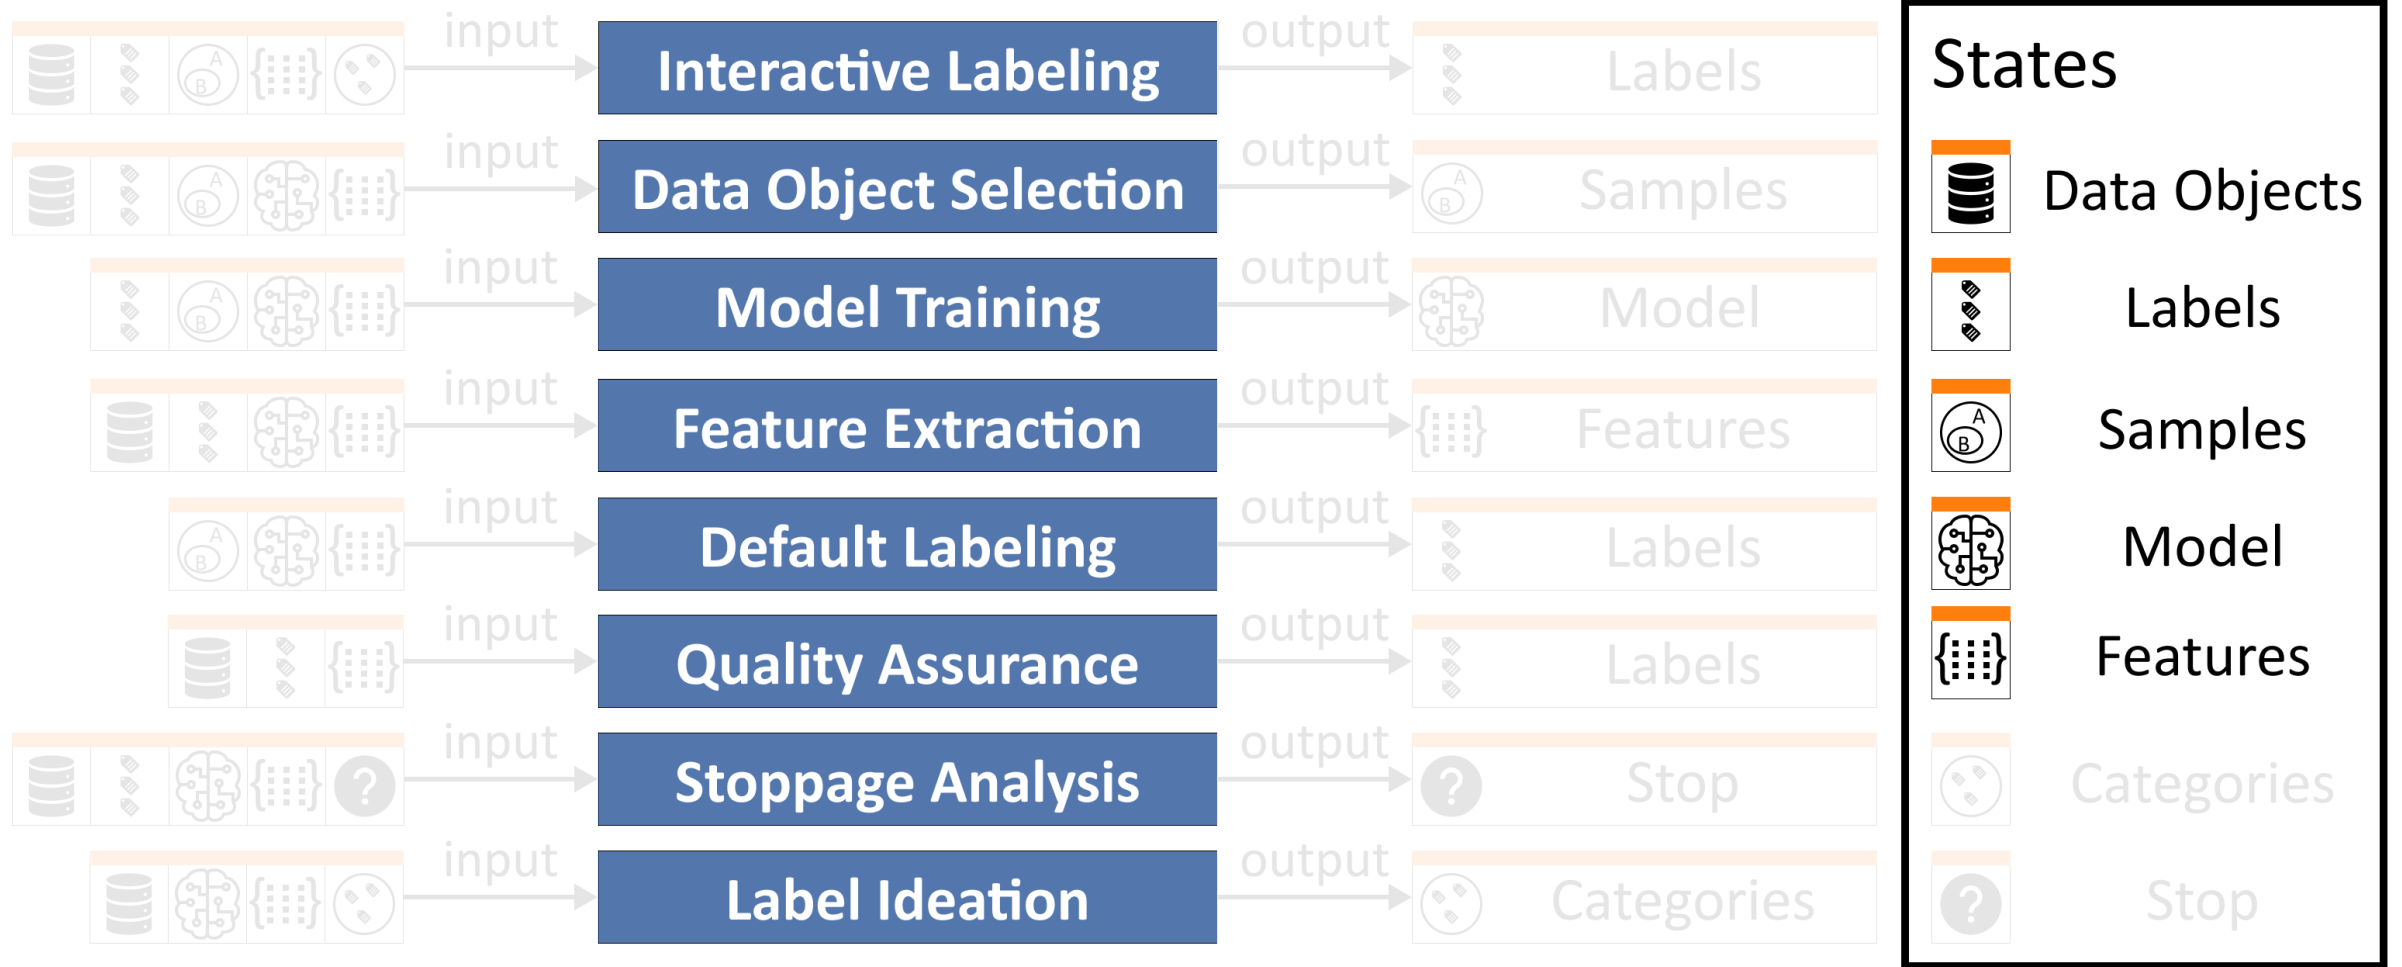 input Interactive Labeling output Labels
input Data Object Selection output Samples
input Model Training output Model
input Feature Extraction output Features
input Default Labeling output Labels
input Quality Assurance output Labels
input Stoppage Analysis output Stop
input Label Ideation output Categories
States
Data Objects
Labels
A
B
Samples
Model
Features
Categories
? Stop